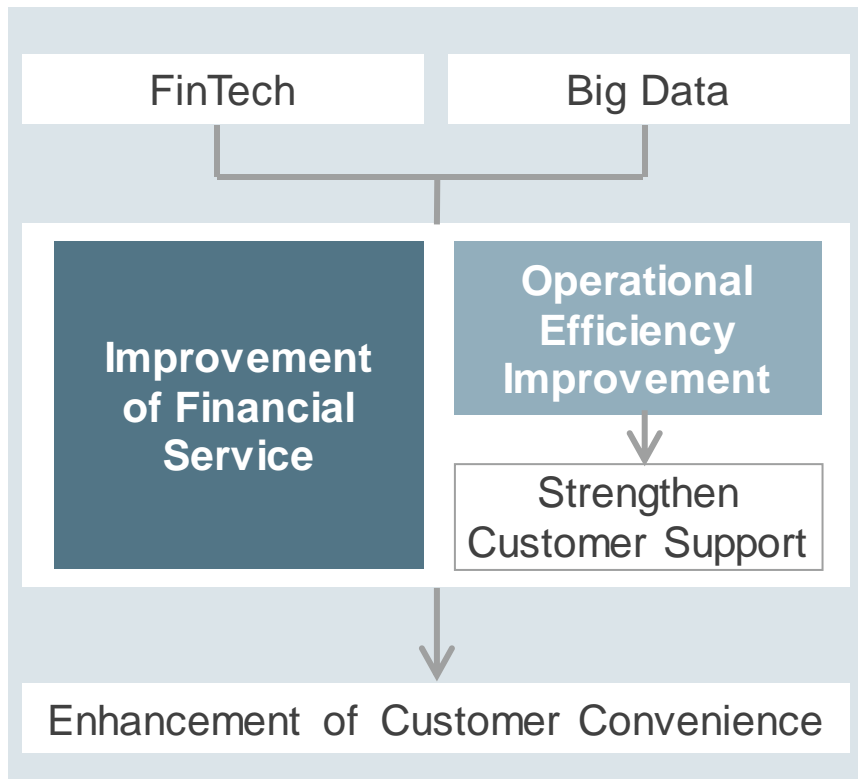 FinTech
Big Data
Improvement
of Financial
Service
Operational
Efficiency
Improvement
Strengthen
Customer Support
Enhancement of Customer Convenience